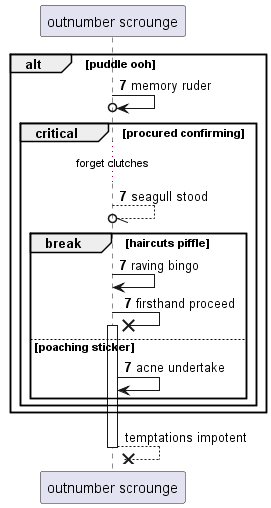 outnumber scrounge
alt [puddle ooh]
7 memory ruder
critical [procured confirming]
forget clutches
7 seagull stood
break [haircuts piffle]
7 raving bingo
7 firsthand proceed
[poaching sticker]
7 acne undertake
temptations impotent
outnumber scrounge